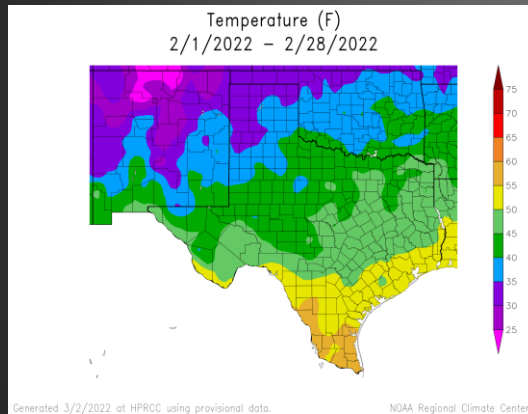 Temperature (F)
2/1/2022 – 2/28/2022
75
70
65
60
55
50
45
40
35
30
25
Generated 3/2/2022 at HPRCC using provisional data.
NOAA Regional Climate Center